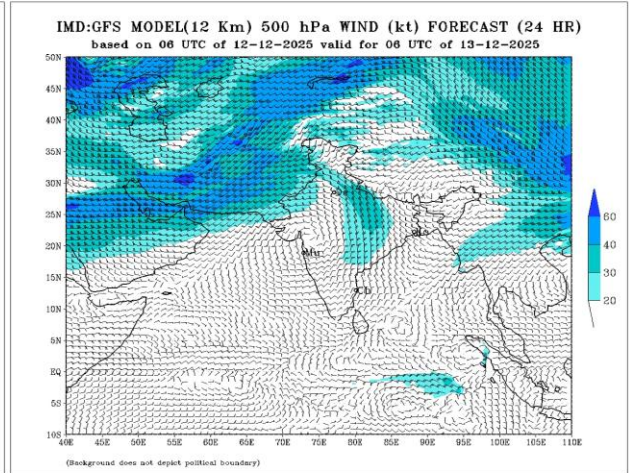 IMD:GFS MODEL(12 Km) 500 hPa WIND (kt) FORECAST (24 HR)
based on 06 UTC of 12-12-2025 valid for 06 UTC of 13-12-2025
50N
45N
40N
35N
30N
25N
20N
15N
10N
5N
EQ
5S
10S
40E 45E 50E 55E 60E 65E 70E 75E 80E 85E 90E 95E 100E 105E 110E
60
40
30
20
(Background does not depict political boundary)